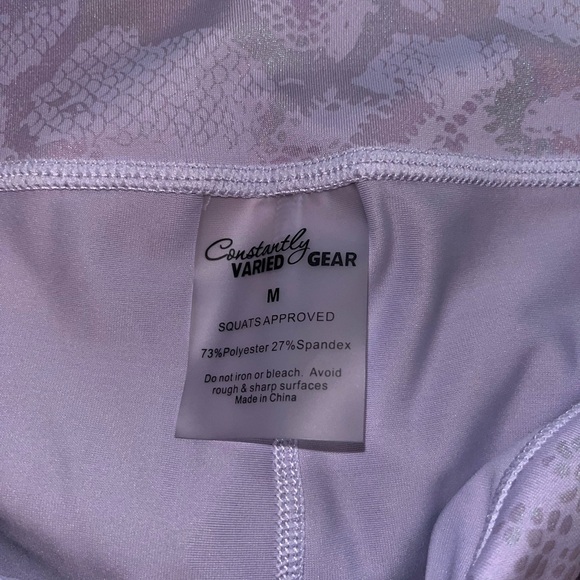 Constantly
VARIED GEAR
M
SQUATS APPROVED
73%Polyester 27%Spandex
Do not iron or bleach. Avoid
rough & sharp surfaces
Made in China